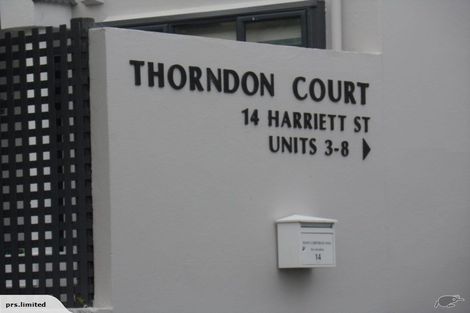 THORNDON COURT
14 HARRIETT ST
UNITS 3-8
14
prs.limited